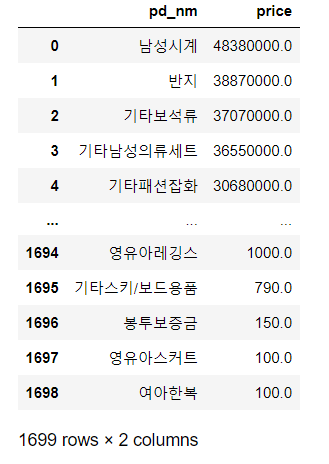 pd_nm price
0 남성시계 48380000.0
1 반지 38870000.0
2 기타보석류 37070000.0
3 기타남성의류세트 36550000.0
4 기타패션잡화 30680000.0
... ... ...
1694 영유아레깅스 1000.0
1695 기타스키/보드용품 790.0
1696 봉투보증금 150.0
1697 영유아스커트 100.0
1698 여아한복 100.0
1699 rows × 2 columns